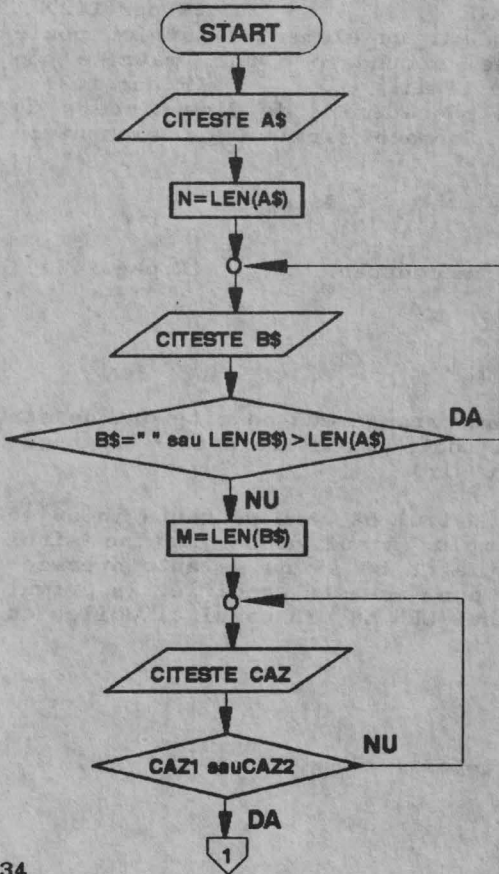 START
CITESTE A$
N=LEN(A$)
CITESTE B$
B$=" " sau LEN(B$)>LEN(A$)
DA
NU
M=LEN(B$)
CITESTE CAZ
CAZ1 sauCAZ2
NU
DA
1
34